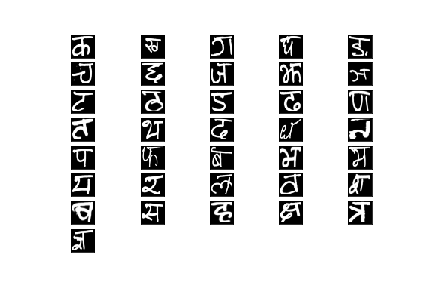 क ख ग घ ङ
च छ ज झ ञ
ट ठ ड ढ ण
त थ द ध न
प फ ब भ म
य र ल व श
ष स ह क्ष त्र
ज्ञ